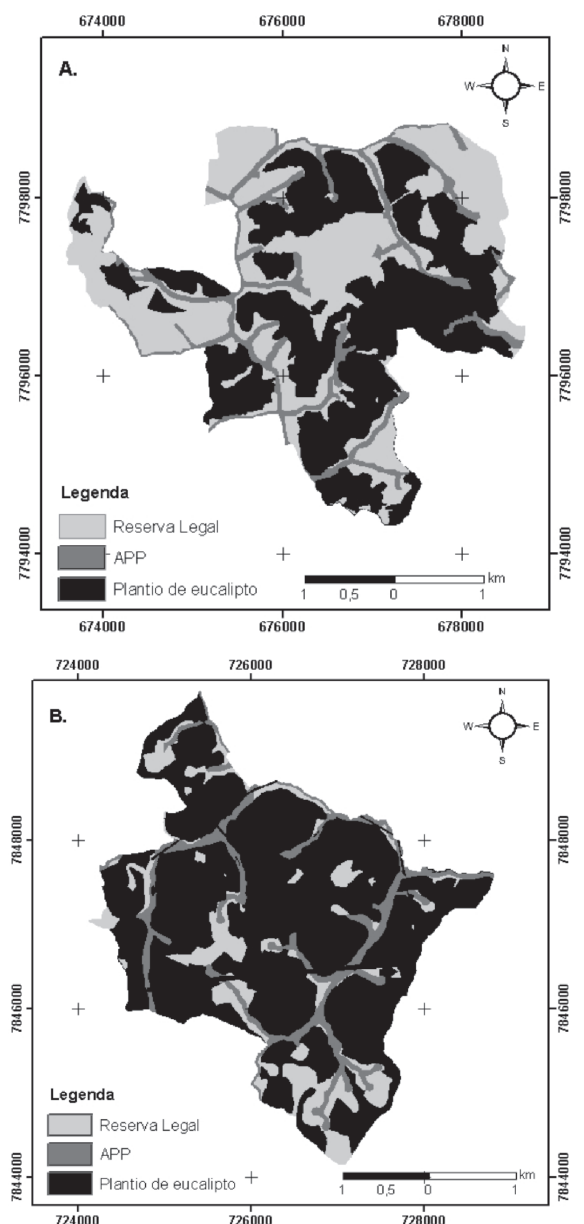 674000 676000 678000
A.
N
W E
S
7798000 7798000
7796000 7796000
Legenda
Reserva Legal
APP
Plantio de eucalipto
7794000 7794000
km
1 0,5 0 1
674000 676000 678000
724000 726000 728000
B.
N
W E
S
7848000 7848000
7846000 7846000
Legenda
Reserva Legal
APP
Plantio de eucalipto
km
1 0,5 0 1
7844000 7844000
724000 726000 728000